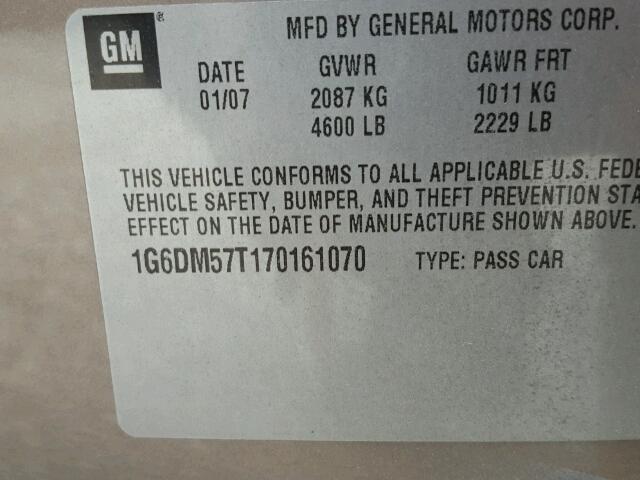 GM
MFD BY GENERAL MOTORS CORP.
DATE GVWR GAWR FRT
01/07 2087 KG 1011 KG
4600 LB 2229 LB
THIS VEHICLE CONFORMS TO ALL APPLICABLE U.S. FEDE
VEHICLE SAFETY, BUMPER, AND THEFT PREVENTION STA
EFFECT ON THE DATE OF MANUFACTURE SHOWN ABOVE.
1G6DM57T170161070 TYPE: PASS CAR